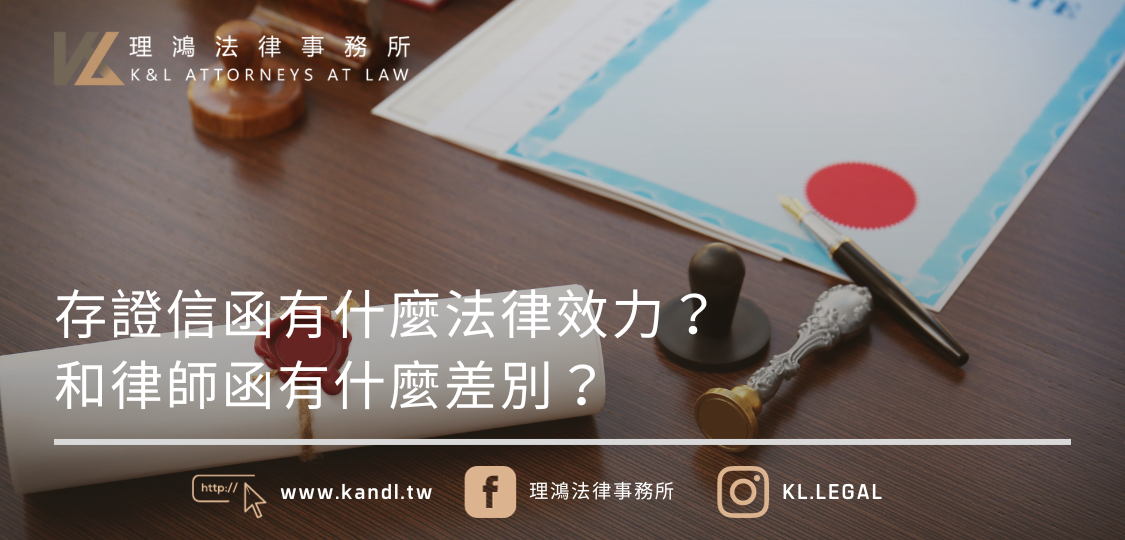 理鴻法律事務所
K&L ATTORNEYS AT LAW
存證信函有什麼法律效力？
和律師函有什麼差別？
http://
www.kandl.tw
理鴻法律事務所
KL.LEGAL